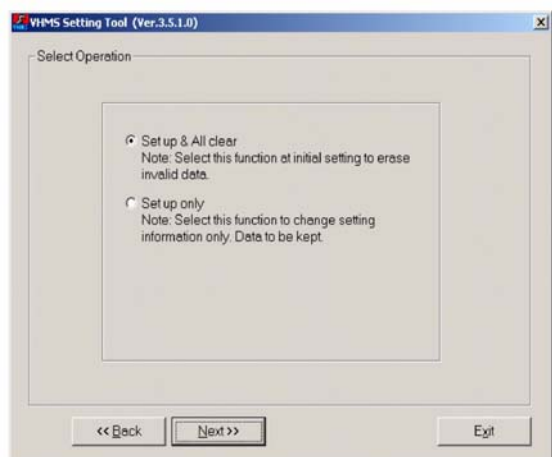 VHMS Setting Tool (Ver.3.5.1.0)
Select Operation
Set up & All clear
Note: Select this function at initial setting to erase
invalid data.
Set up only
Note: Select this function to change setting
information only. Data to be kept.
<< Back
Next >>
Exit